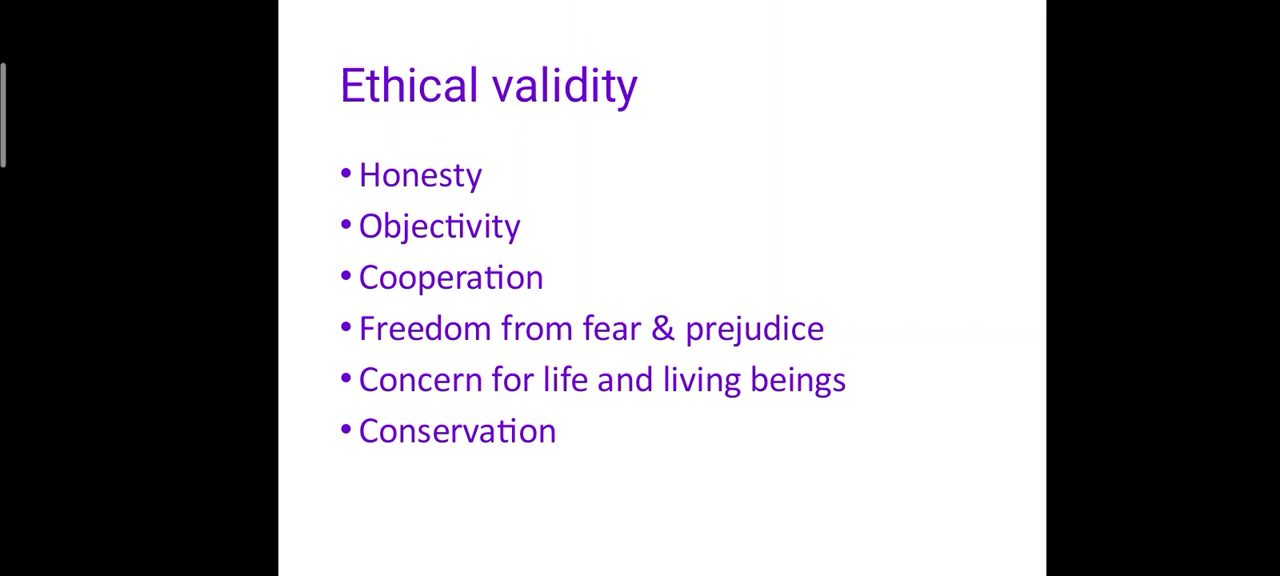 Ethical validity
• Honesty
• Objectivity
• Cooperation
• Freedom from fear & prejudice
• Concern for life and living beings
• Conservation